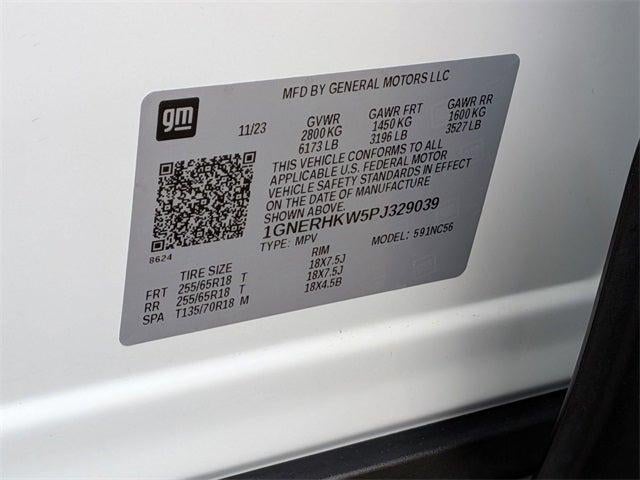 gm
MFD BY GENERAL MOTORS LLC
11/23
GVWR GAWR FRT GAWR RR
2800 KG 1450 KG 1600 KG
6173 LB 3196 LB 3527 LB
THIS VEHICLE CONFORMS TO ALL
APPLICABLE U.S. FEDERAL MOTOR
VEHICLE SAFETY STANDARDS IN EFFECT
ON THE DATE OF MANUFACTURE
SHOWN ABOVE.
1GNERHKW5PJ329039
TYPE: MPV MODEL: 591NC56
8624
TIRE SIZE RIM
FRT 255/65R18 T 18X7.5J
RR 255/65R18 T 18X7.5J
SPA T135/70R18 M 18X4.5B